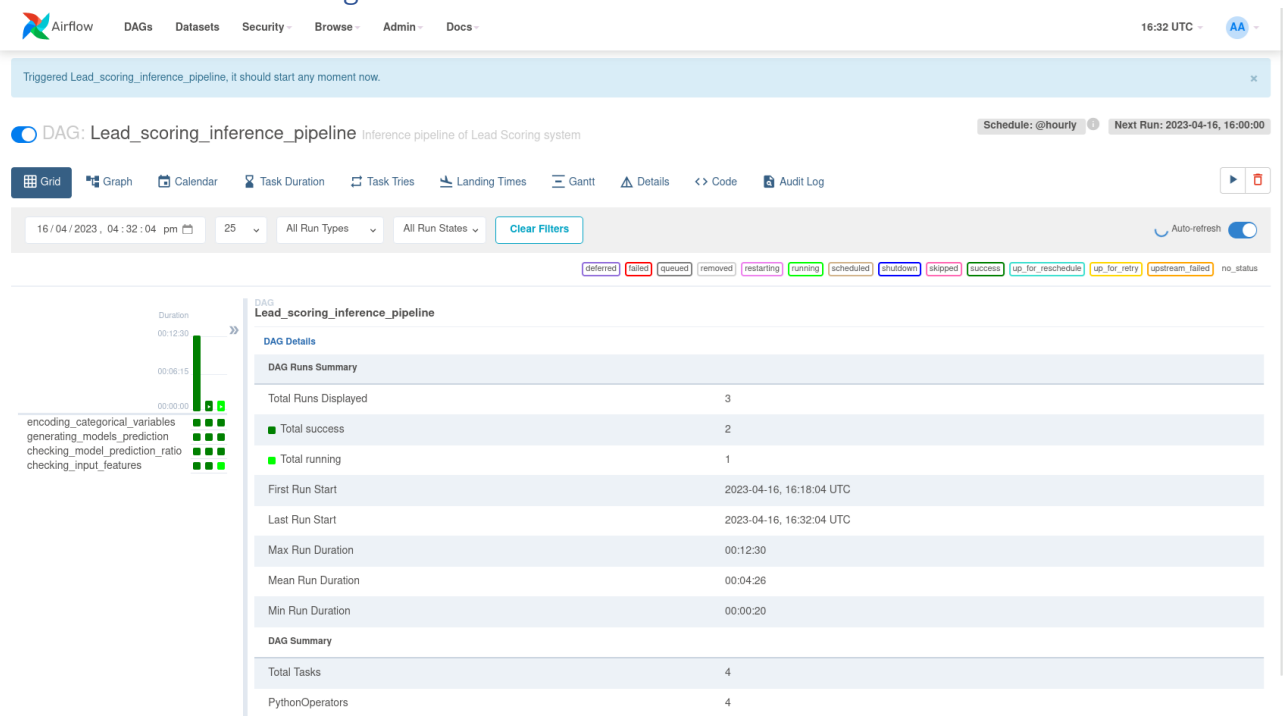 Airflow DAGs Datasets Security Browse Admin Docs 16:32 UTC AA
Triggered Lead_scoring_inference_pipeline, it should start any moment now. ×
DAG: Lead_scoring_inference_pipeline Inference pipeline of Lead Scoring system Schedule: @hourly i Next Run: 2023-04-16, 16:00:00
Grid Graph Calendar Task Duration Task Tries Landing Times Gantt Details <> Code Audit Log
16/04/2023, 04:32:04 pm 25 All Run Types All Run States Clear Filters Auto-refresh
deferred failed queued removed restarting running scheduled shutdown skipped success up_for_reschedule up_for_retry upstream_failed no_status
Duration
00:12:30
00:06:15
00:00:00
encoding_categorical_variables
generating_models_prediction
checking_model_prediction_ratio
checking_input_features
DAG
Lead_scoring_inference_pipeline
DAG Details
DAG Runs Summary
Total Runs Displayed 3
Total success 2
Total running 1
First Run Start 2023-04-16, 16:18:04 UTC
Last Run Start 2023-04-16, 16:32:04 UTC
Max Run Duration 00:12:30
Mean Run Duration 00:04:26
Min Run Duration 00:00:20
DAG Summary
Total Tasks 4
PythonOperators 4